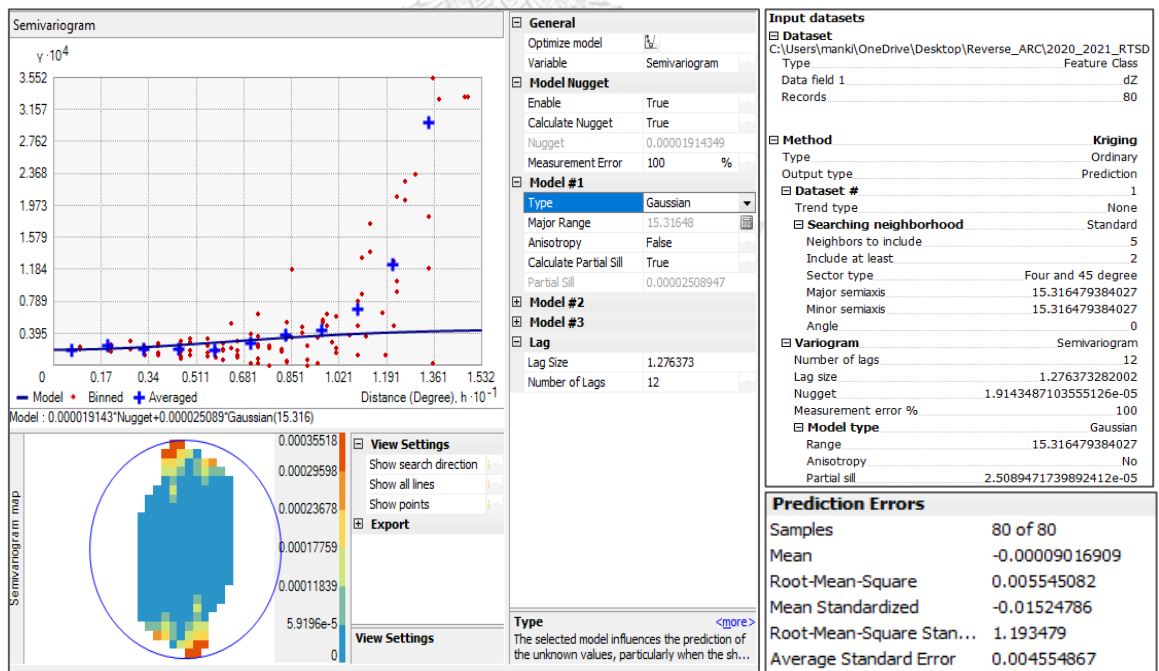 Semivariogram
γ ·10⁴
3.552
3.157
2.762
2.368
1.973
1.579
1.184
0.789
0.395
0 0.17 0.34 0.511 0.681 0.851 1.021 1.191 1.361 1.532
Model Binned Averaged Distance (Degree), h ·10⁻¹
Model : 0.000019143*Nugget+0.000025089*Gaussian(15.316)
Semivariogram map
0.00035518
0.00029598
0.00023678
0.00017759
0.00011839
5.9196e-5
0
View Settings
Show search direction
Show all lines
Show points
Export
View Settings
General
Optimize model
Variable Semivariogram
Model Nugget
Enable True
Calculate Nugget True
Nugget 0.00001914349
Measurement Error 100 %
Model #1
Type Gaussian
Major Range 15.31648
Anisotropy False
Calculate Partial Sill True
Partial Sill 0.00002508947
Model #2
Model #3
Lag
Lag Size 1.276373
Number of Lags 12
Type <more>
The selected model influences the prediction of
the unknown values, particularly when the sh...
Input datasets
Dataset
C:\Users\manki\OneDrive\Desktop\Reverse_ARC\2020_2021_RTSD
Type Feature Class
Data field 1 dZ
Records 80
Method Kriging
Type Ordinary
Output type Prediction
Dataset # 1
Trend type None
Searching neighborhood Standard
Neighbors to include 5
Include at least 2
Sector type Four and 45 degree
Major semiaxis 15.316479384027
Minor semiaxis 15.316479384027
Angle 0
Variogram Semivariogram
Number of lags 12
Lag size 1.276373282002
Nugget 1.9143487103555126e-05
Measurement error % 100
Model type Gaussian
Range 15.316479384027
Anisotropy No
Partial sill 2.5089471739892412e-05
Prediction Errors
Samples 80 of 80
Mean -0.00009016909
Root-Mean-Square 0.005545082
Mean Standardized -0.01524786
Root-Mean-Square Stan... 1.193479
Average Standard Error 0.004554867